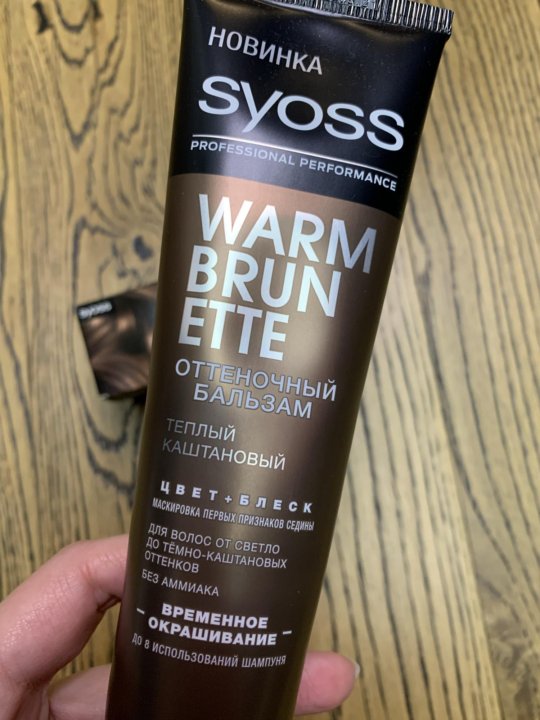 НОВИНКА
syoss
PROFESSIONAL PERFORMANCE
WARM
BRUN
ETTE
ОТТЕНОЧНЫЙ
БАЛЬЗАМ
ТЕПЛЫЙ
КАШТАНОВЫЙ
ЦВЕТ+БЛЕСК
МАСКИРОВКА ПЕРВЫХ ПРИЗНАКОВ СЕДИНЫ
ДЛЯ ВОЛОС ОТ СВЕТЛО
ДО ТЁМНО-КАШТАНОВЫХ
ОТТЕНКОВ
БЕЗ АММИАКА
– ВРЕМЕННОЕ
ОКРАШИВАНИЕ –
ДО 8 ИСПОЛЬЗОВАНИЙ ШАМПУНЯ
syoss